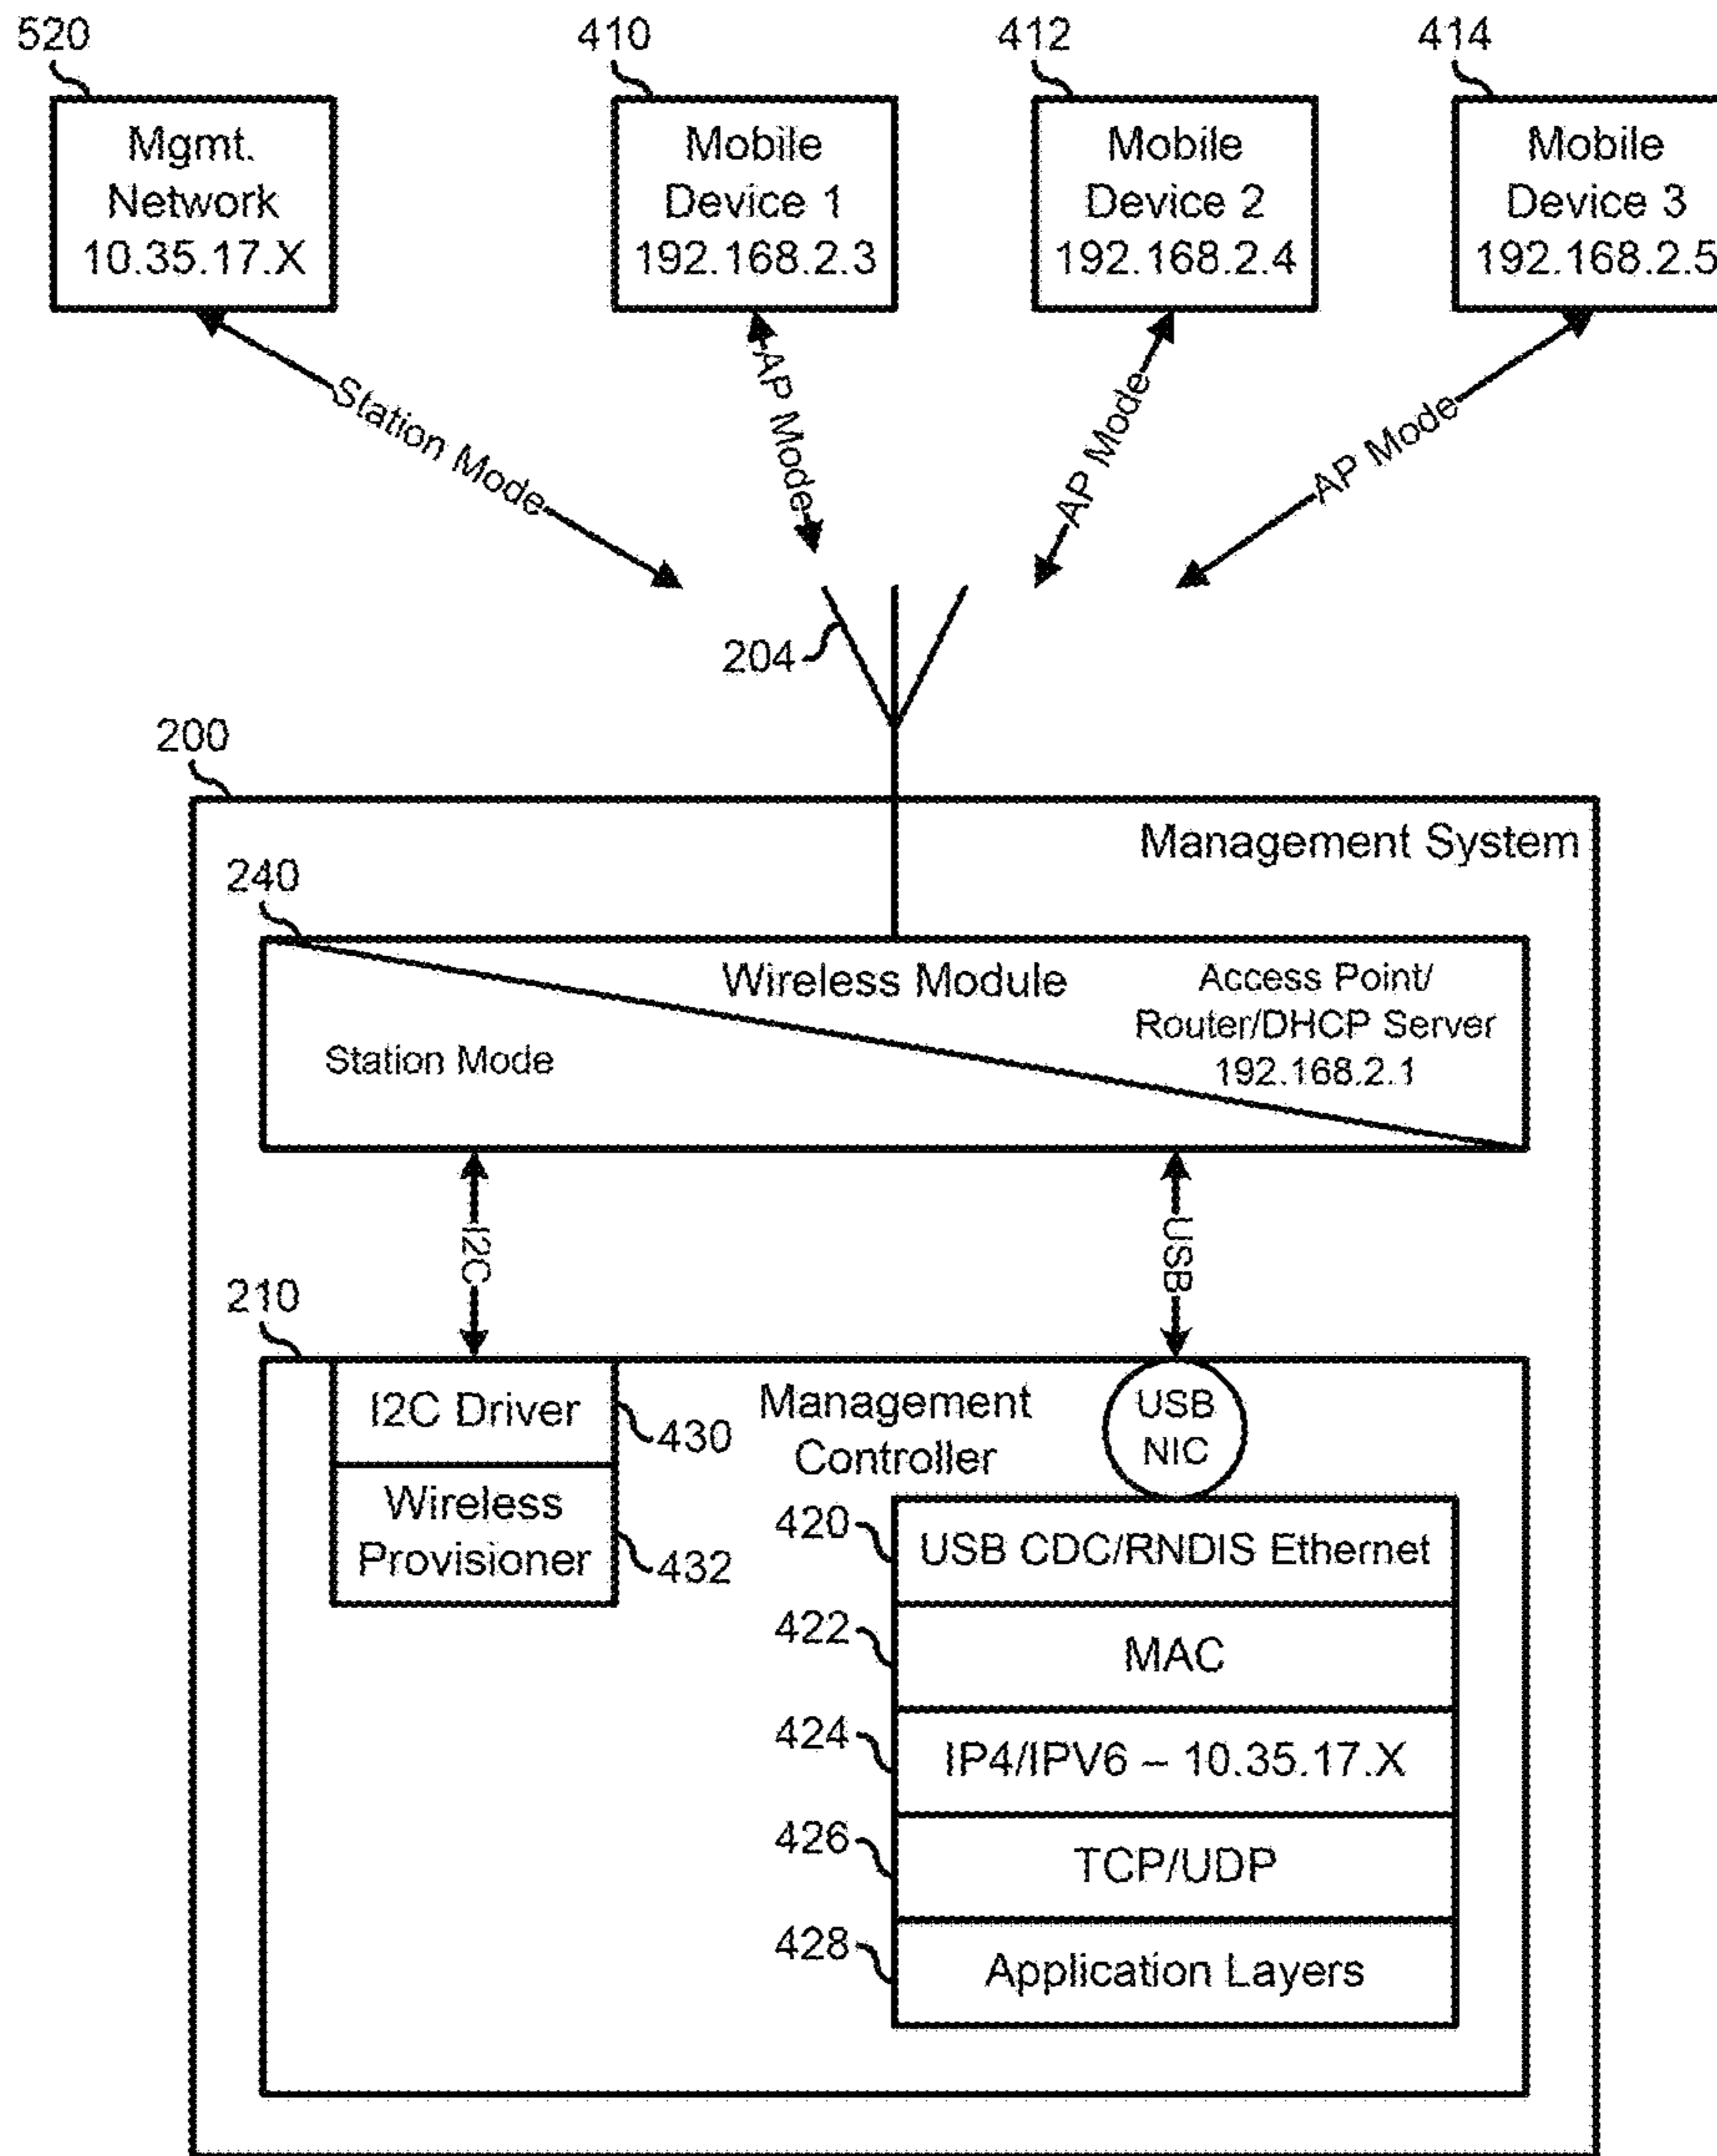 520
410
412
414
Mgmt.
Network
10.35.17.X
Mobile
Device 1
192.168.2.3
Mobile
Device 2
192.168.2.4
Mobile
Device 3
192.168.2.5
Station Mode
AP Mode
AP Mode
AP Mode
204
200
Management System
240
Wireless Module
Access Point/
Router/DHCP Server
192.168.2.1
Station Mode
I2C
USB
210
I2C Driver
430
Wireless
Provisioner
432
Management
Controller
USB
NIC
420
USB CDC/RNDIS Ethernet
422
MAC
424
IP4/IPV6 – 10.35.17.X
426
TCP/UDP
428
Application Layers